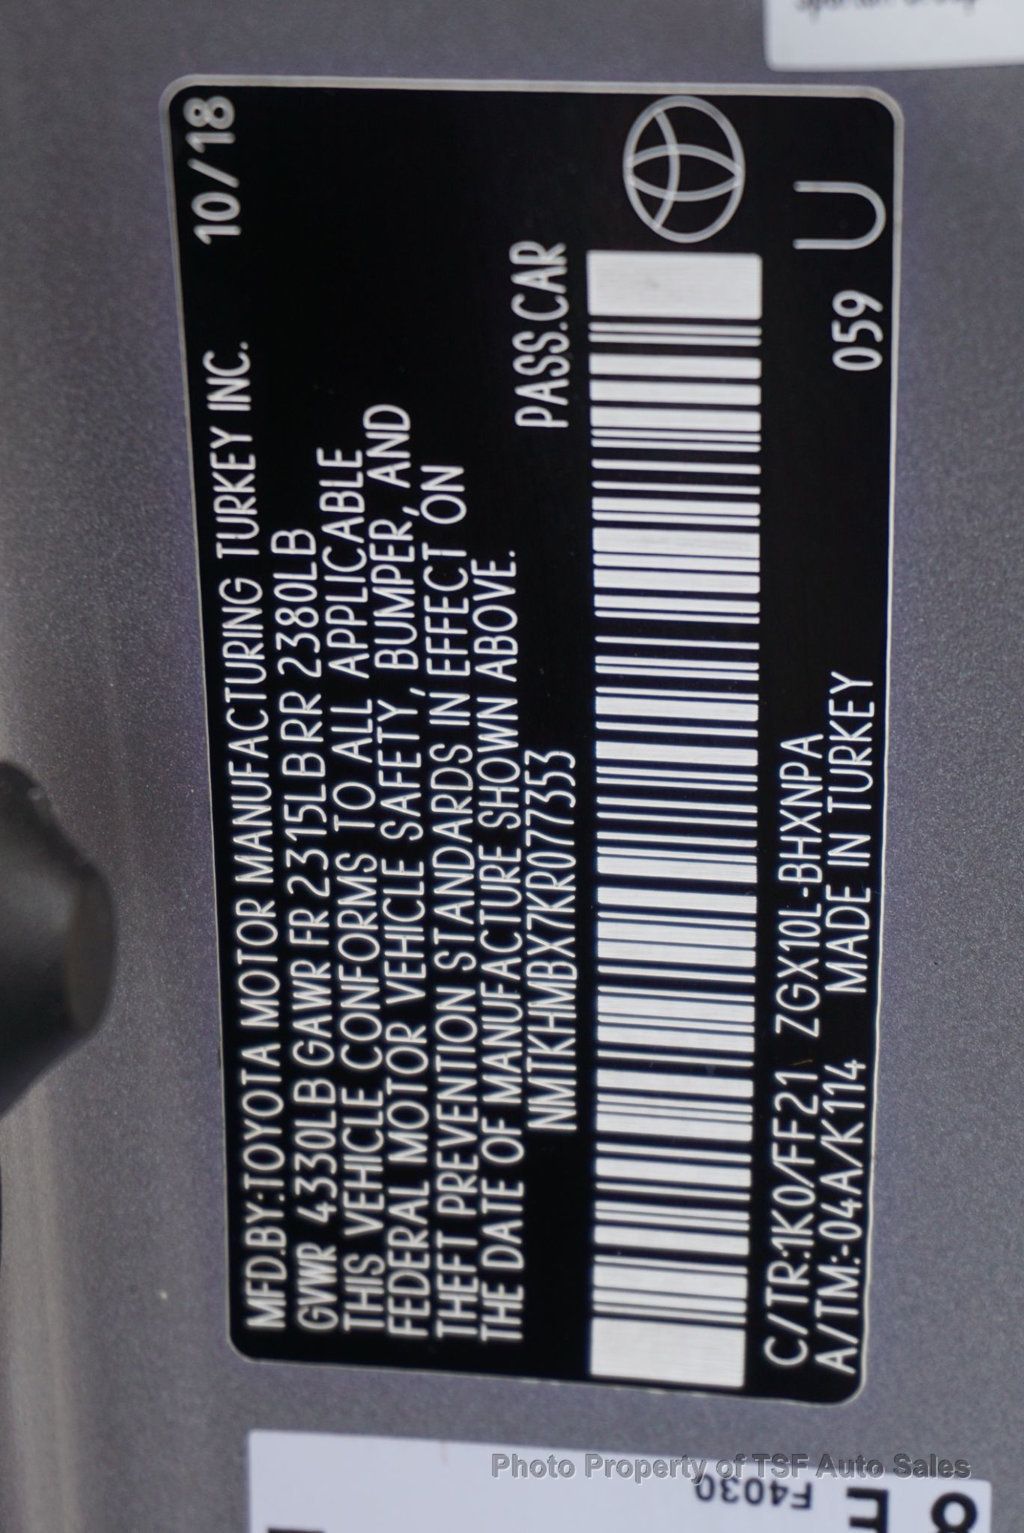 MFD.BY:TOYOTA MOTOR MANUFACTURING TURKEY INC. 10/18
GVWR 4330LB GAWR FR 2315LB RR 2380LB
THIS VEHICLE CONFORMS TO ALL APPLICABLE
FEDERAL MOTOR VEHICLE SAFETY, BUMPER, AND
THEFT PREVENTION STANDARDS IN EFFECT ON
THE DATE OF MANUFACTURE SHOWN ABOVE.
NMTKHMBX7KR077353 PASS.CAR
C/TR:1K0/FF21 ZGX10L-BHXNPA 059 U
A/TM:-04A/K114 MADE IN TURKEY
F4030
Photo Property of TSF Auto Sales